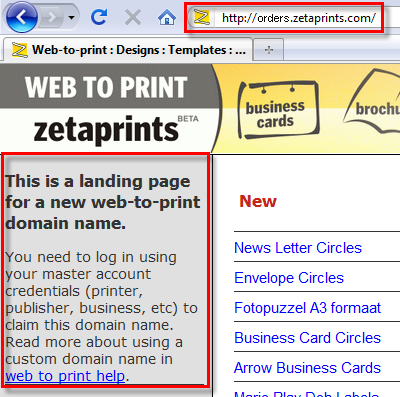 http://orders.zetaprints.com/
Web-to-print : Designs : Templates : ...
WEB TO PRINT
zetaprints
BETA
business
cards
brochu
This is a landing page
for a new web-to-print
domain name.
You need to log in using
your master account
credentials (printer,
publisher, business, etc) to
claim this domain name.
Read more about using a
custom domain name in
web to print help.
New
News Letter Circles
Envelope Circles
Fotopuzzel A3 formaat
Business Card Circles
Arrow Business Cards